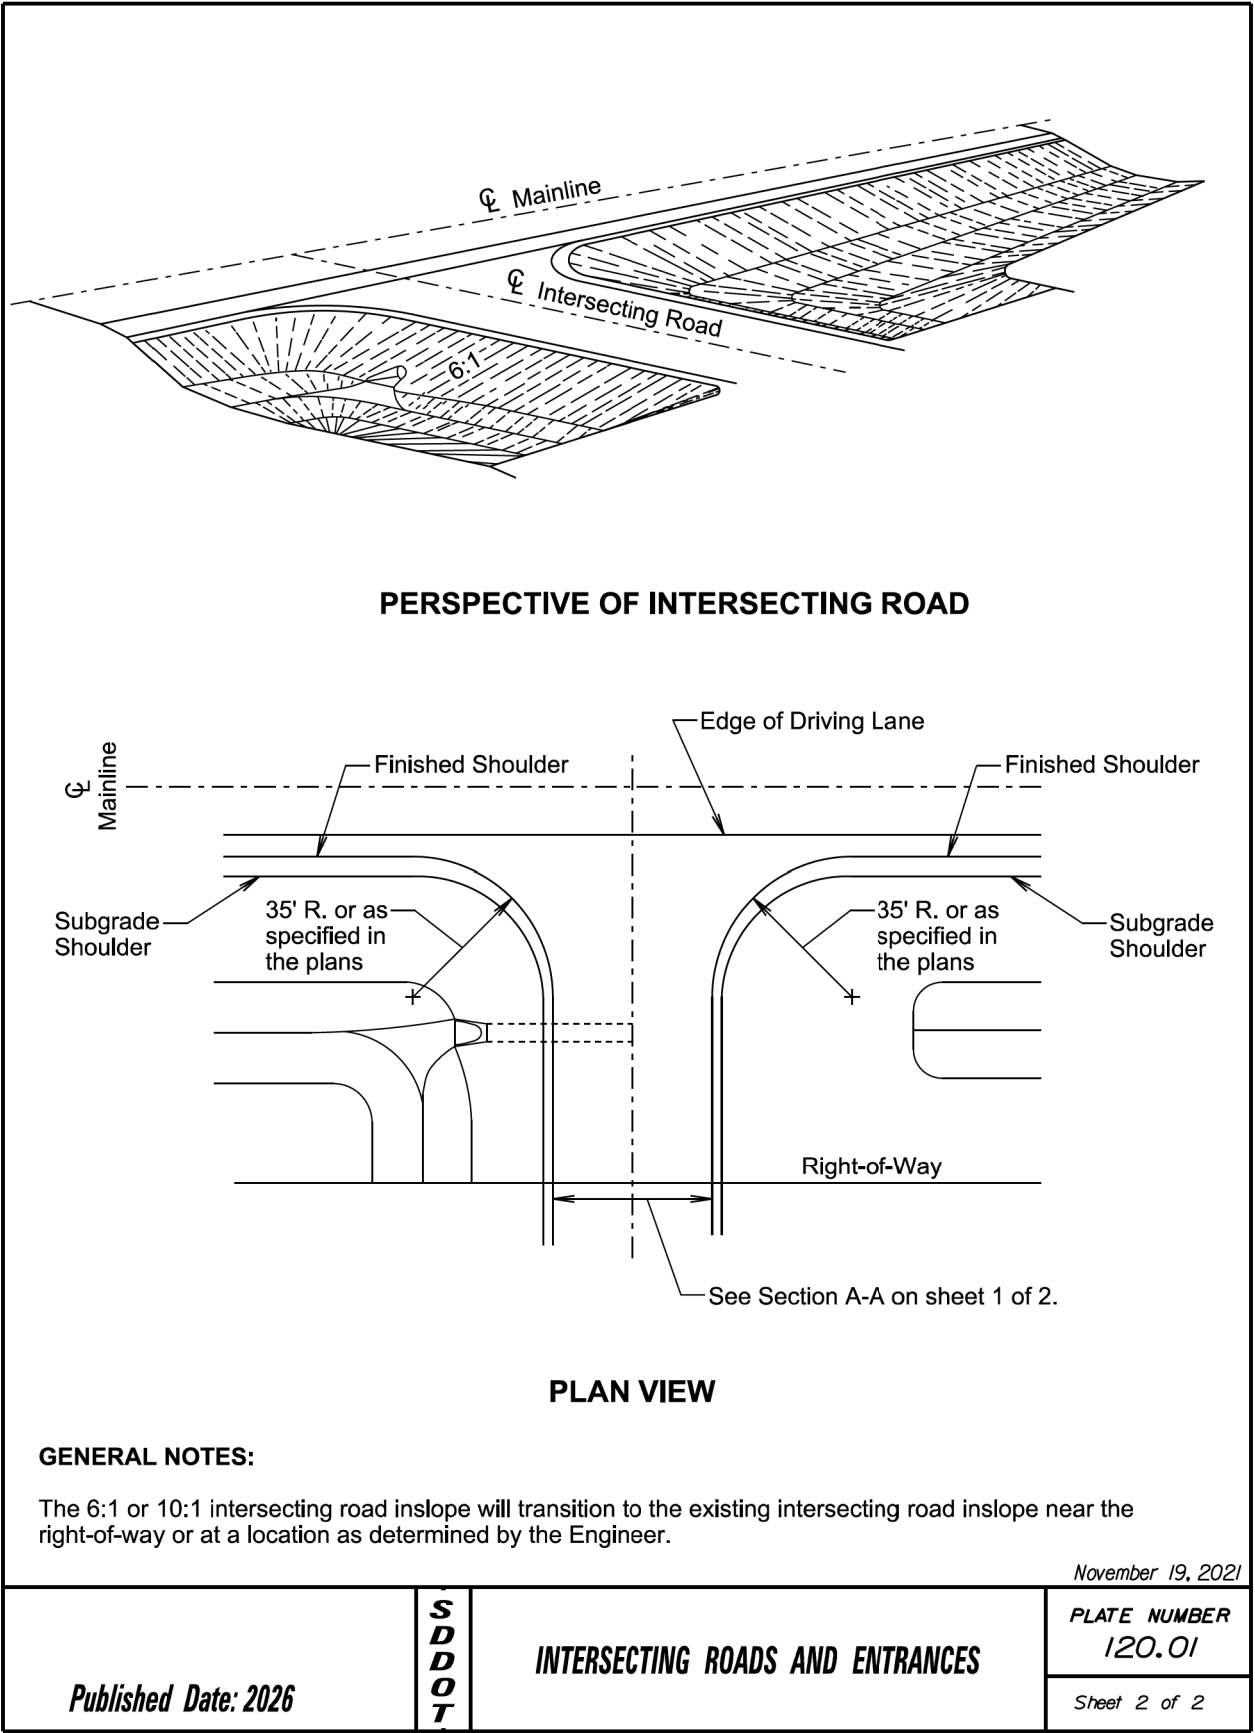 ℄ Mainline
℄ Intersecting Road
6:1
PERSPECTIVE OF INTERSECTING ROAD
Edge of Driving Lane
Finished Shoulder
Finished Shoulder
℄
Mainline
Subgrade
Shoulder
35' R. or as
specified in
the plans
35' R. or as
specified in
the plans
Subgrade
Shoulder
Right-of-Way
See Section A-A on sheet 1 of 2.
PLAN VIEW
GENERAL NOTES:
The 6:1 or 10:1 intersecting road inslope will transition to the existing intersecting road inslope near the
right-of-way or at a location as determined by the Engineer.
November 19, 2021
Published Date: 2026
S
D
D
O
T
INTERSECTING ROADS AND ENTRANCES
PLATE NUMBER
120.01
Sheet 2 of 2